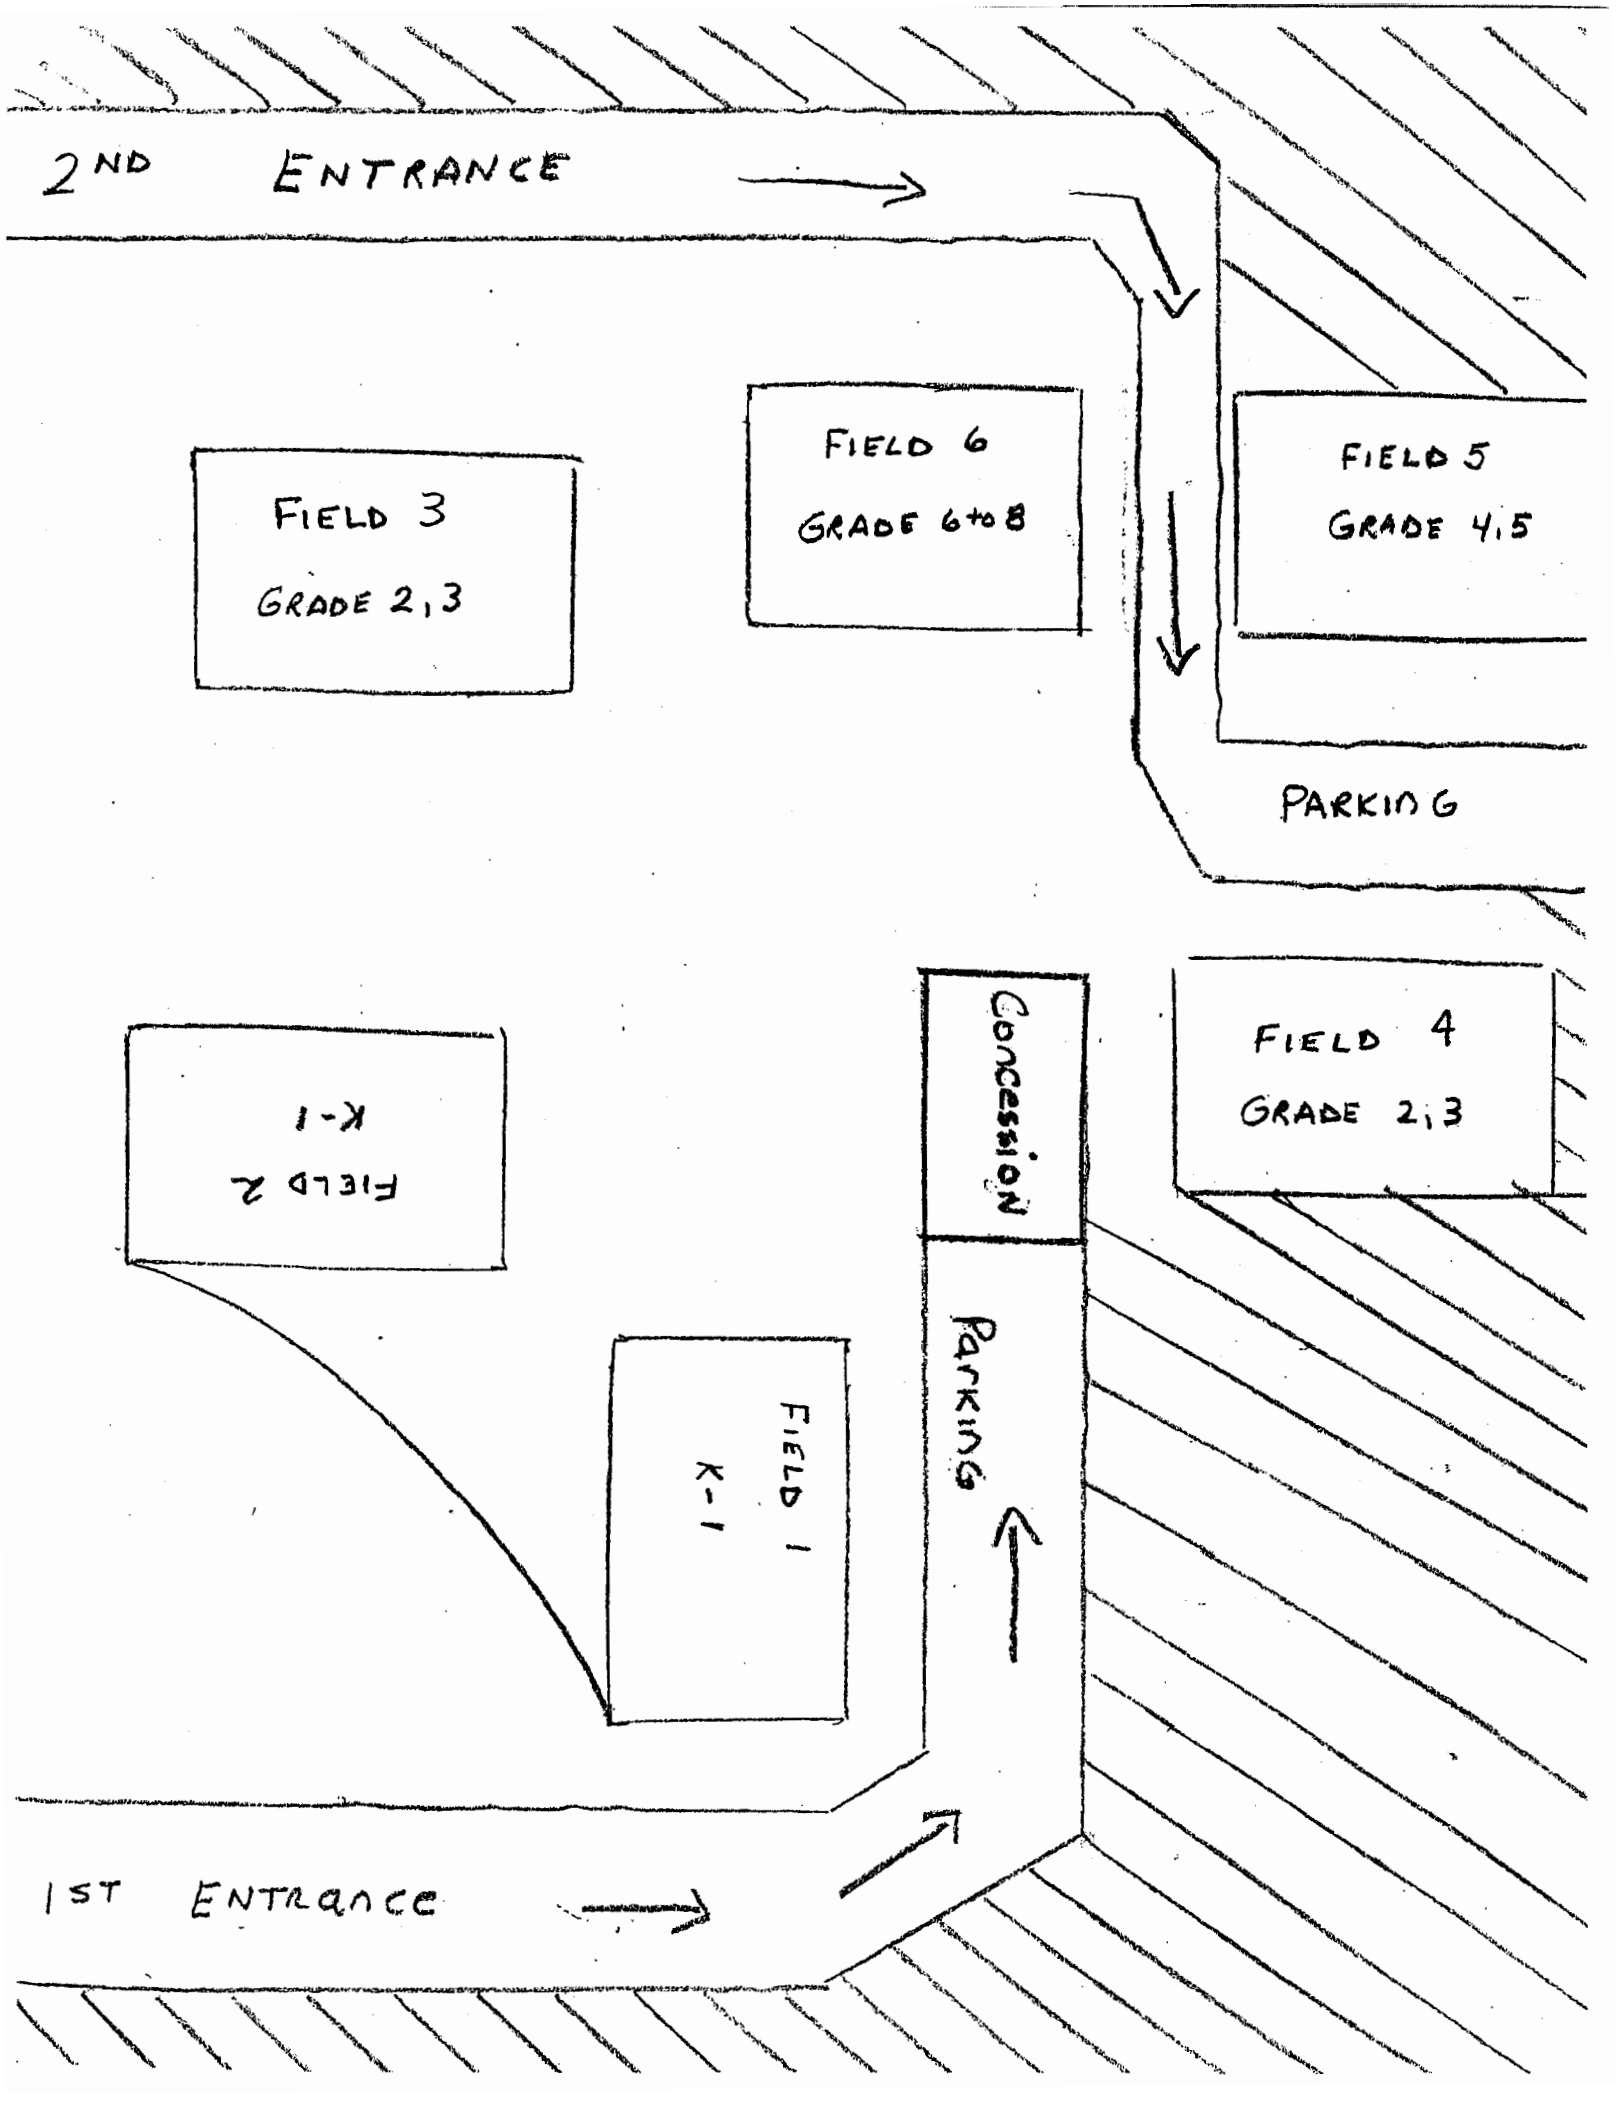 2ND ENTRANCE
FIELD 3
GRADE 2,3
FIELD 6
GRADE 6 to 8
FIELD 5
GRADE 4,5
PARKING
Concession
FIELD 4
GRADE 2,3
FIELD 2
K-1
Parking
FIELD 1
K-1
1ST ENTRance